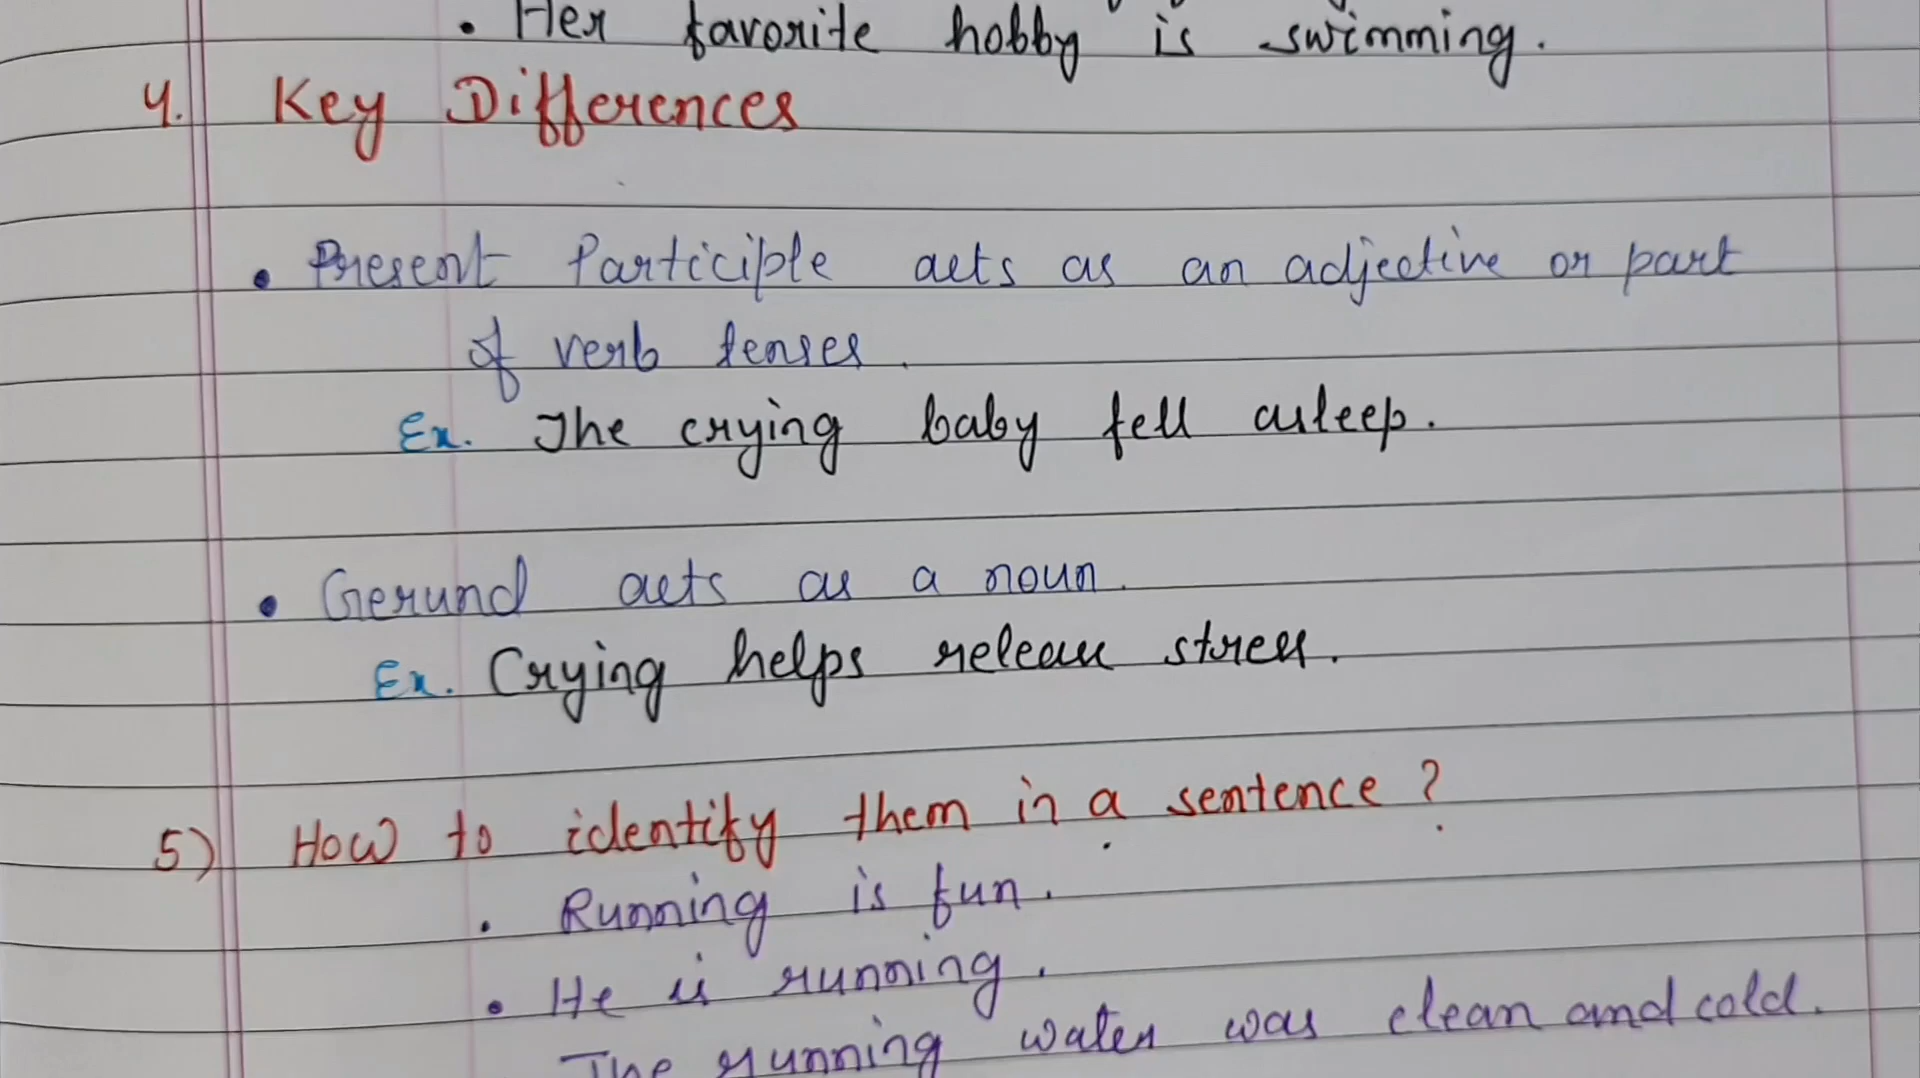 • Her favorite hobby is swimming.
4. Key Differences
• Present Participle acts as an adjective or part
of verb tenses.
Ex. The crying baby fell asleep.
• Gerund acts as a noun.
Ex. Crying helps release stress.
5) How to identify them in a sentence?
• Running is fun.
• He is running.
The running water was clean and cold.